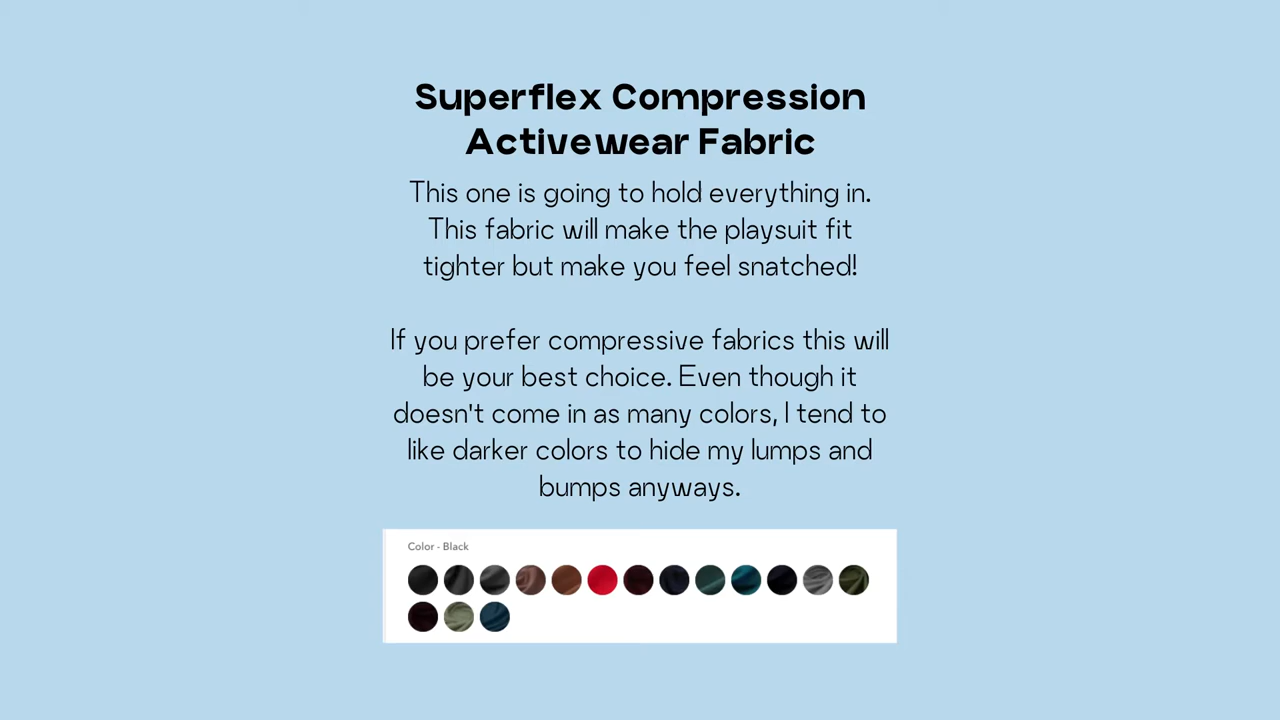 Superflex Compression
Activewear Fabric
This one is going to hold everything in.
This fabric will make the playsuit fit
tighter but make you feel snatched!
If you prefer compressive fabrics this will
be your best choice. Even though it
doesn't come in as many colors, I tend to
like darker colors to hide my lumps and
bumps anyways.
Color - Black